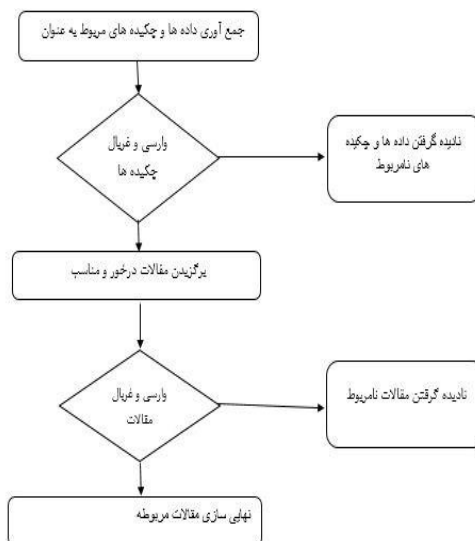 جمع آوری داده ها و چکیده های مربوط به عنوان
وارسی و غربال
چکیده ها
نادیده گرفتن داده ها و چکیده
های نامربوط
برگزیدن مقالات درخور و مناسب
وارسی و غربال
مقالات
نادیده گرفتن مقالات نامربوط
نهایی سازی مقالات مربوطه